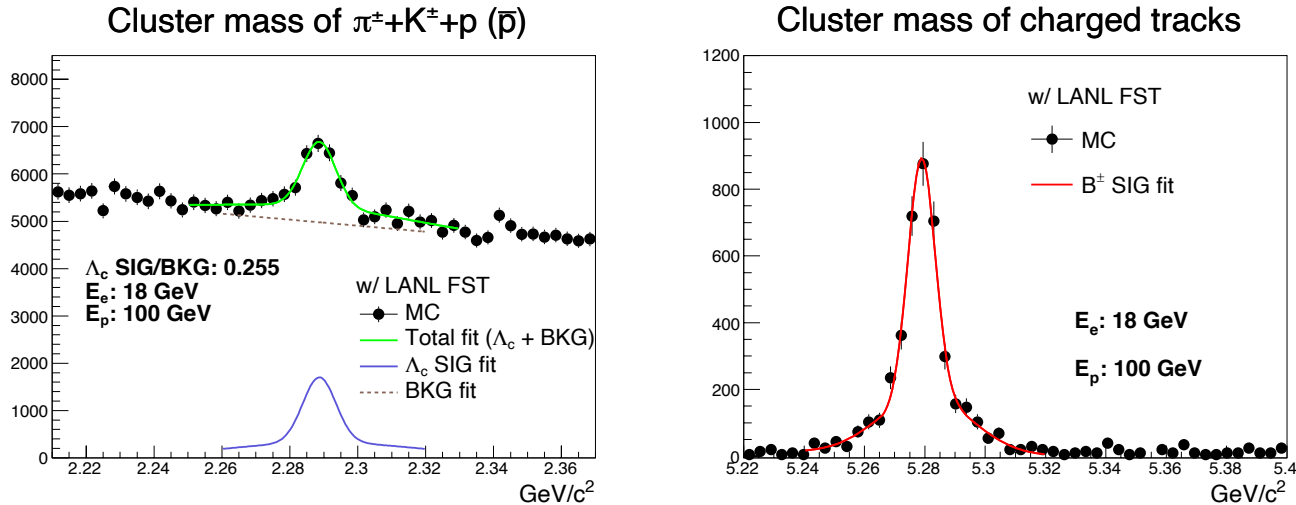 Cluster mass of π±+K±+p (p̅)
8000
7000
6000
5000
4000
3000
2000
1000
0
Λc SIG/BKG: 0.255
Ee: 18 GeV
Ep: 100 GeV
w/ LANL FST
MC
Total fit (Λc + BKG)
Λc SIG fit
BKG fit
2.22 2.24 2.26 2.28 2.3 2.32 2.34 2.36
GeV/c²
Cluster mass of charged tracks
1200
1000
800
600
400
200
0
w/ LANL FST
MC
B± SIG fit
Ee: 18 GeV
Ep: 100 GeV
5.22 5.24 5.26 5.28 5.3 5.32 5.34 5.36 5.38 5.4
GeV/c²